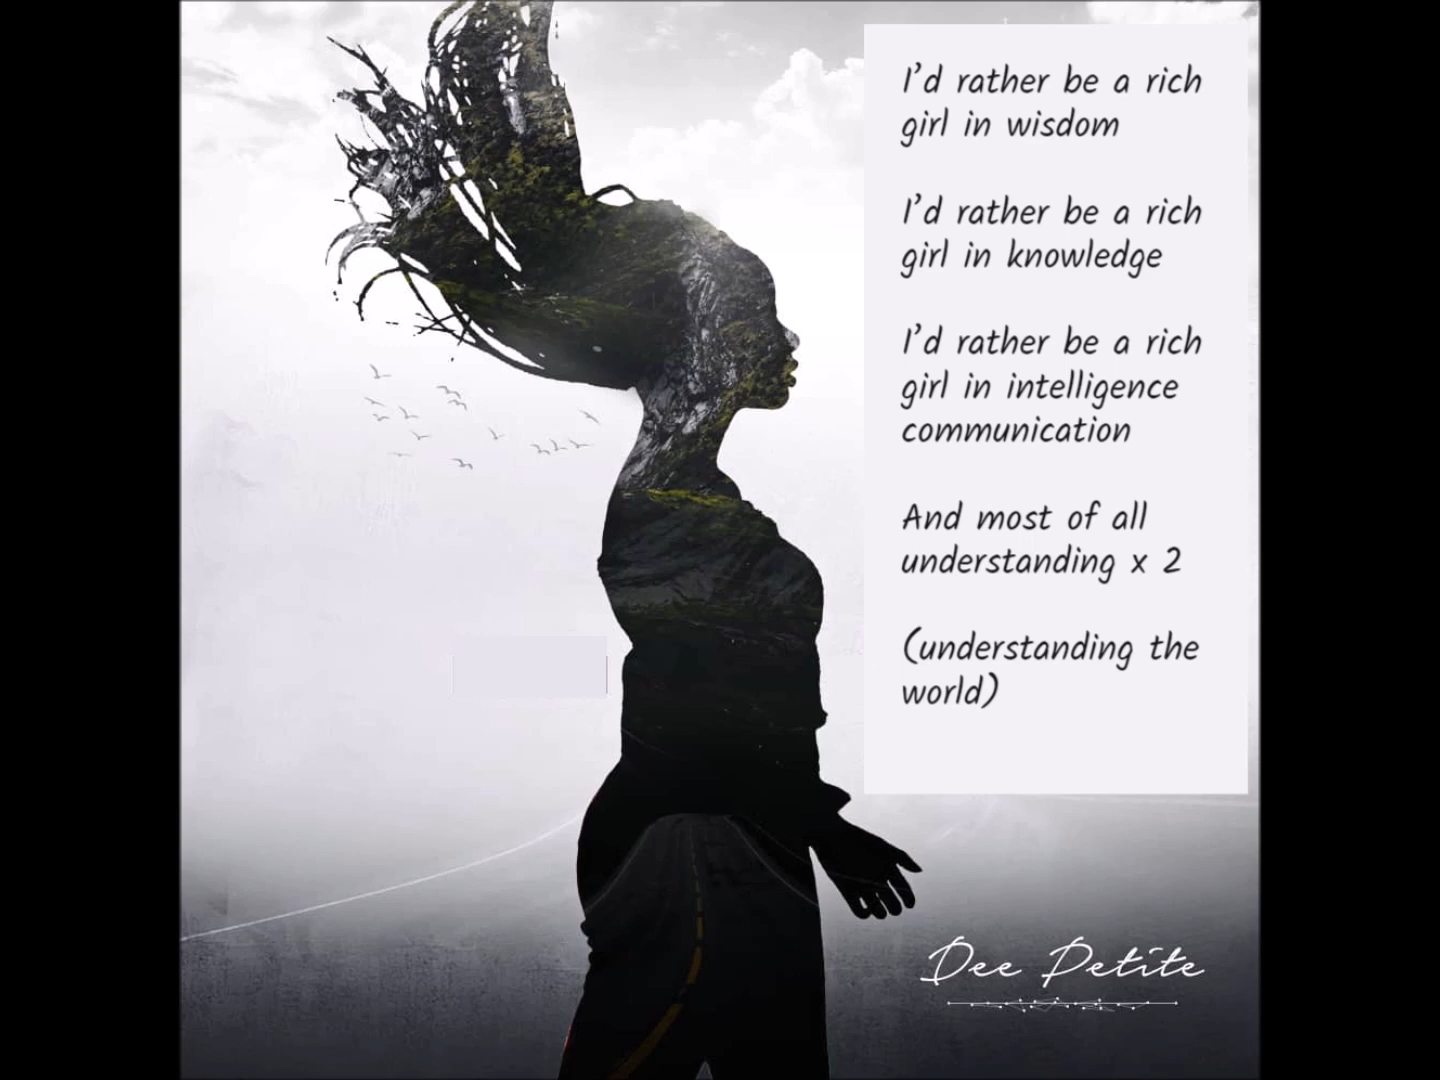 I'd rather be a rich
girl in wisdom
I'd rather be a rich
girl in knowledge
I'd rather be a rich
girl in intelligence
communication
And most of all
understanding x 2
(understanding the
world)
Dee Petite